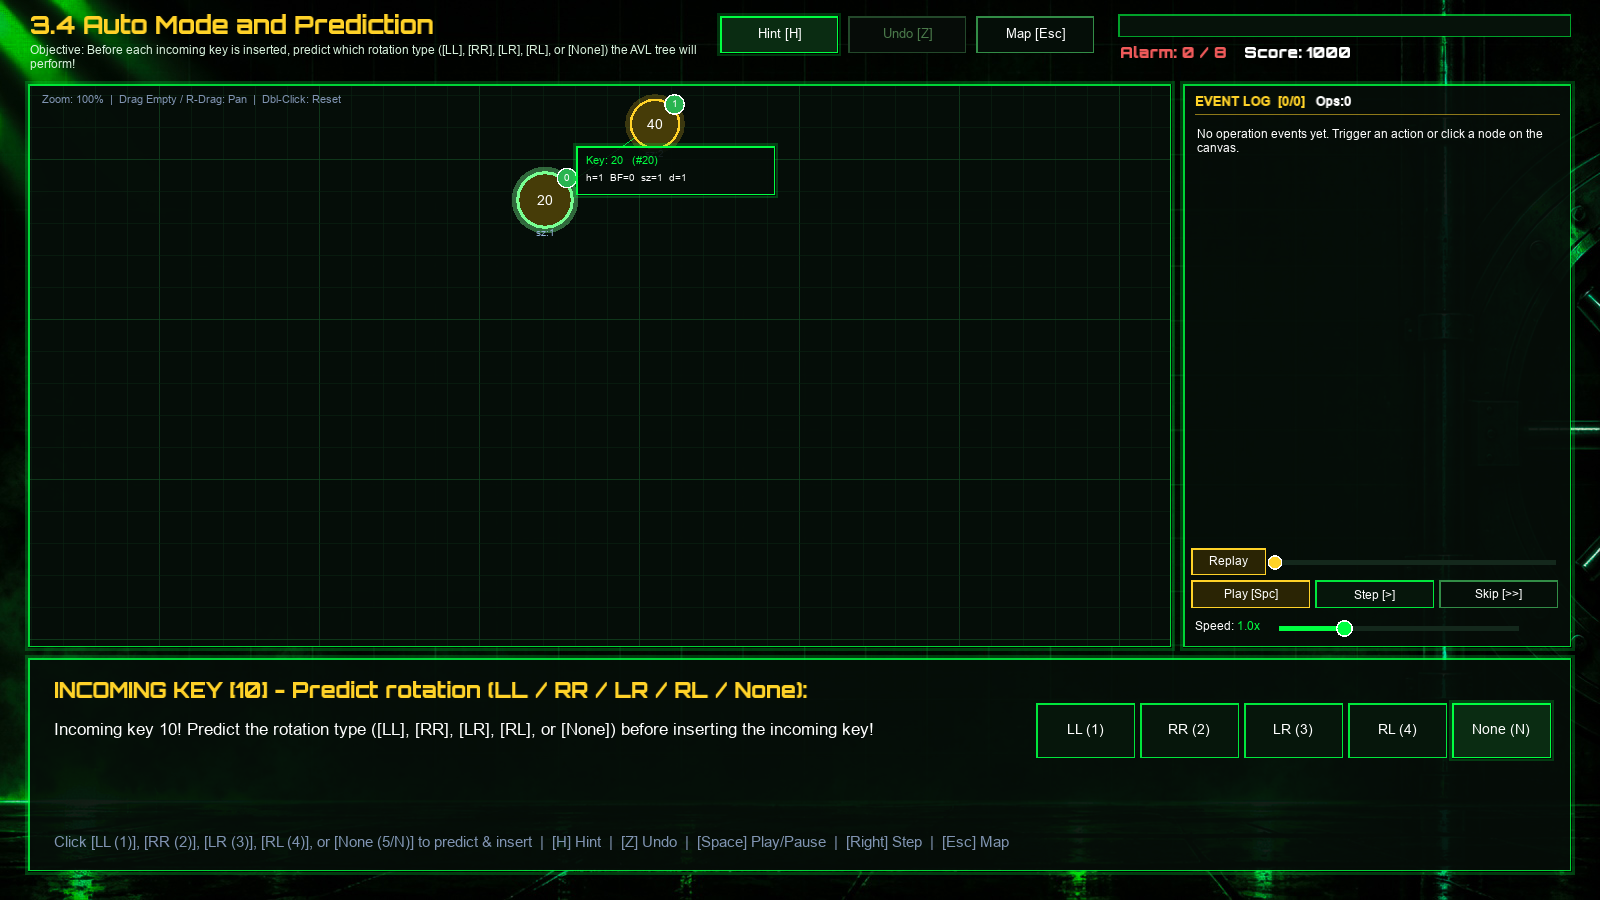 3.4 Auto Mode and Prediction
Objective: Before each incoming key is inserted, predict which rotation type ([LL], [RR], [LR], [RL], or [None]) the AVL tree will
perform!
Hint [H]
Undo [Z]
Map [Esc]
Alarm: 0 / 8
Score: 1000
Zoom: 100%  |  Drag Empty / R-Drag: Pan  |  Dbl-Click: Reset
1
40
Key: 20   (#20)
h=1  BF=0  sz=1  d=1
0
20
sz:1
EVENT LOG  [0/0]   Ops:0
No operation events yet. Trigger an action or click a node on the
canvas.
Replay
Play [Spc]
Step [>]
Skip [>>]
Speed: 1.0x
INCOMING KEY [10] - Predict rotation (LL / RR / LR / RL / None):
Incoming key 10! Predict the rotation type ([LL], [RR], [LR], [RL], or [None]) before inserting the incoming key!
LL (1)
RR (2)
LR (3)
RL (4)
None (N)
Click [LL (1)], [RR (2)], [LR (3)], [RL (4)], or [None (5/N)] to predict & insert  |  [H] Hint  |  [Z] Undo  |  [Space] Play/Pause  |  [Right] Step  |  [Esc] Map